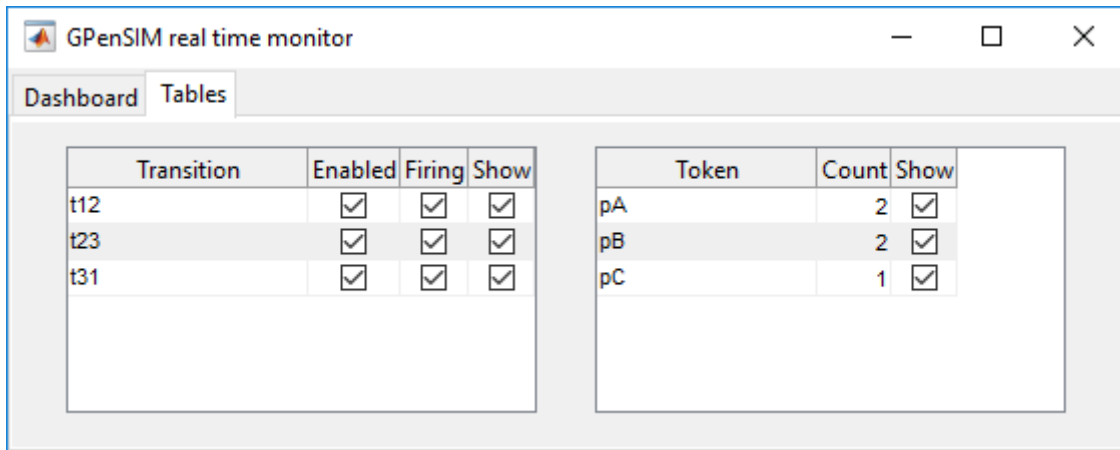 GPenSIM real time monitor
Dashboard Tables
Transition Enabled Firing Show Token Count Show
t12 pA 2
t23 pB 2
t31 pC 1